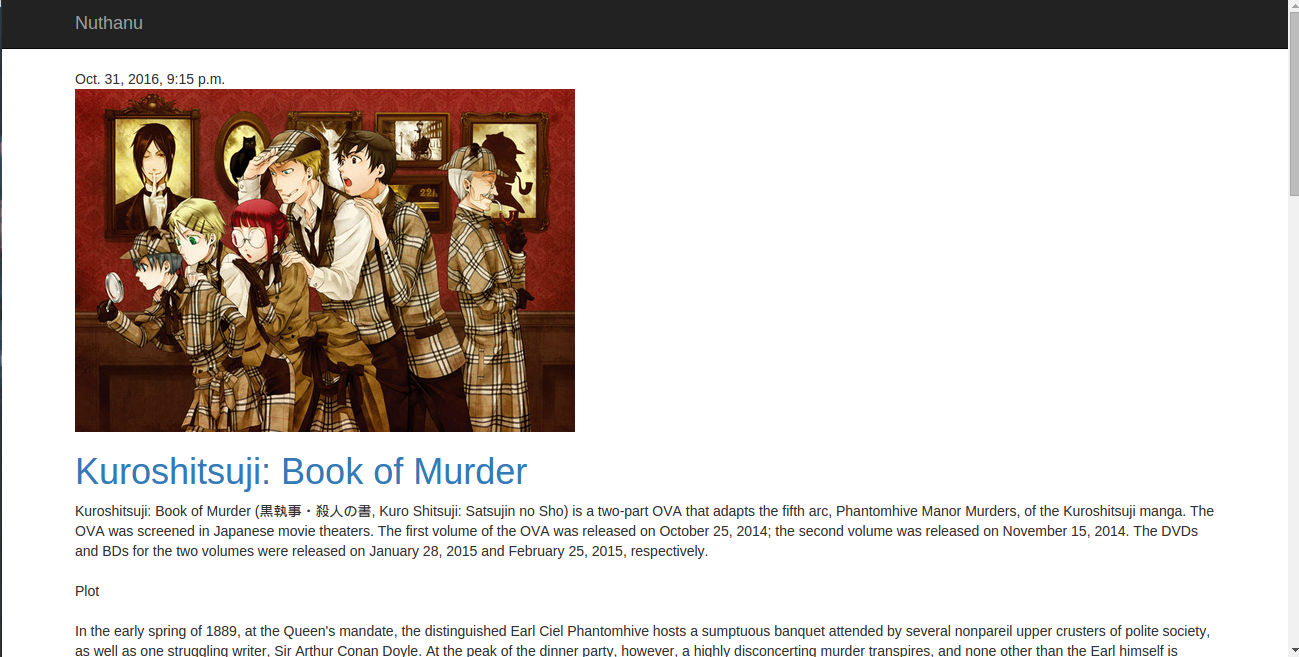 Nuthanu
Oct. 31, 2016, 9:15 p.m.
221
Kuroshitsuji: Book of Murder
Kuroshitsuji: Book of Murder (黒執事・殺人の書, Kuro Shitsuji: Satsujin no Sho) is a two-part OVA that adapts the fifth arc, Phantomhive Manor Murders, of the Kuroshitsuji manga. The
OVA was screened in Japanese movie theaters. The first volume of the OVA was released on October 25, 2014; the second volume was released on November 15, 2014. The DVDs
and BDs for the two volumes were released on January 28, 2015 and February 25, 2015, respectively.
Plot
In the early spring of 1889, at the Queen's mandate, the distinguished Earl Ciel Phantomhive hosts a sumptuous banquet attended by several nonpareil upper crusters of polite society,
as well as one struggling writer, Sir Arthur Conan Doyle. At the peak of the dinner party, however, a highly disconcerting murder transpires, and none other than the Earl himself is